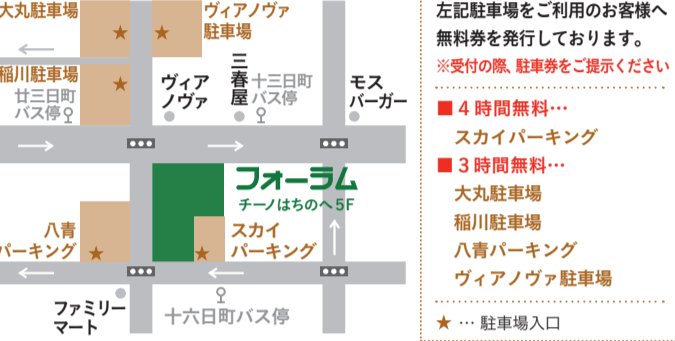 大丸駐車場
ヴィアノヴァ
駐車場
稲川駐車場
廿三日町
バス停
ヴィア
ノヴァ
三春屋
十三日町
バス停
モス
バーガー
フォーラム
チーノはちのへ5F
八青
パーキング
スカイ
パーキング
ファミリー
マート
十六日町バス停
左記駐車場をご利用のお客様へ
無料券を発行しております。
※受付の際、駐車券をご提示ください
■４時間無料…
スカイパーキング
■３時間無料…
大丸駐車場
稲川駐車場
八青パーキング
ヴィアノヴァ駐車場
★ … 駐車場入口